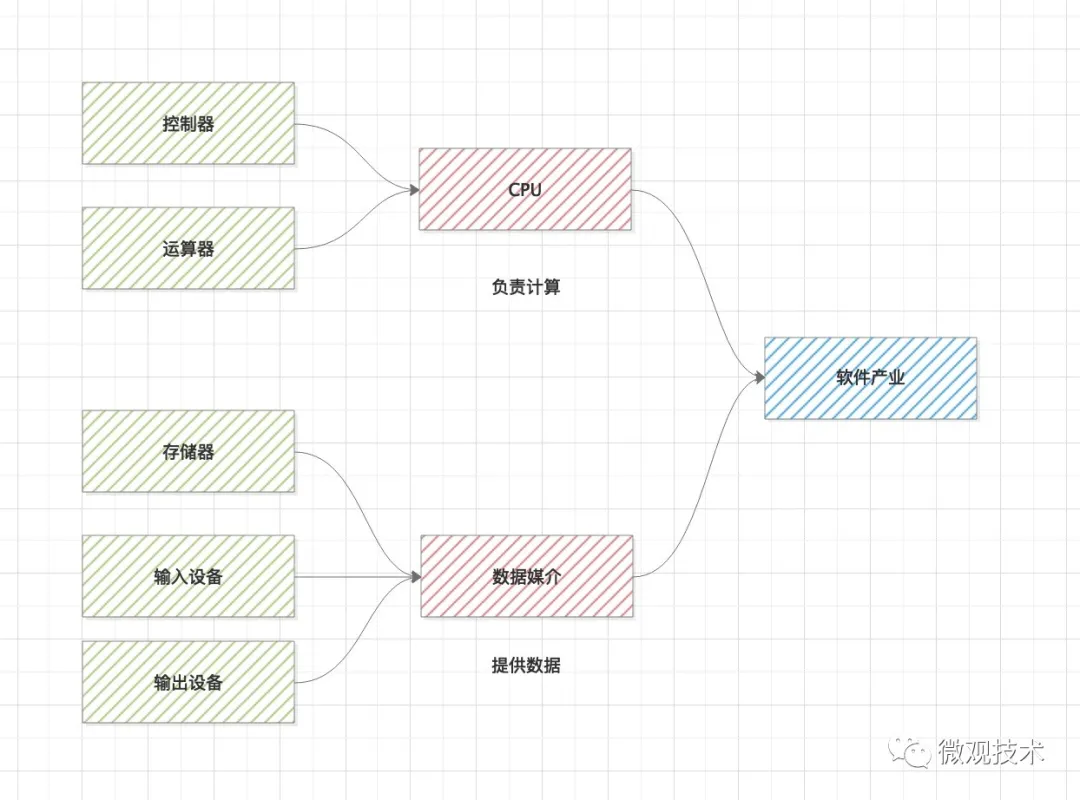 控制器
运算器
CPU
负责计算
软件产业
存储器
输入设备
输出设备
数据媒介
提供数据
微观技术